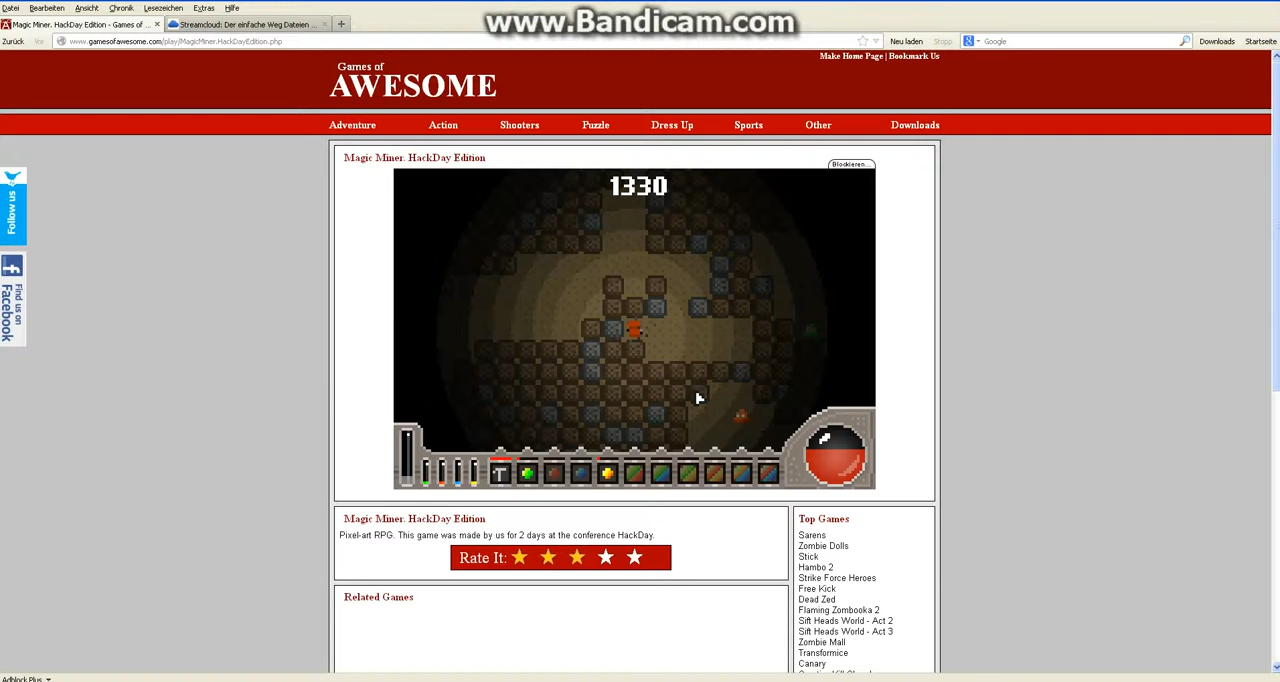 Datei Bearbeiten Ansicht Chronik Lesezeichen Extras Hilfe
www.Bandicam.com
Magic Miner. HackDay Edition - Games of ...
Streamcloud: Der einfache Weg Dateien ...
Zurück Vor www.gamesofawesome.com/play/MagicMiner.HackDayEdition.php Neu laden Stopp Google Downloads Startseite
Make Home Page | Bookmark Us
Games of
AWESOME
Adventure Action Shooters Puzzle Dress Up Sports Other Downloads
Magic Miner. HackDay Edition
Blockieren...
1330
Follow us
Find us on
Facebook
Magic Miner. HackDay Edition
Pixel-art RPG. This game was made by us for 2 days at the conference HackDay.
Rate It:
Related Games
Top Games
Sarens
Zombie Dolls
Stick
Hambo 2
Strike Force Heroes
Free Kick
Dead Zed
Flaming Zombooka 2
Sift Heads World - Act 2
Sift Heads World - Act 3
Zombie Mall
Transformice
Canary
Adblock Plus